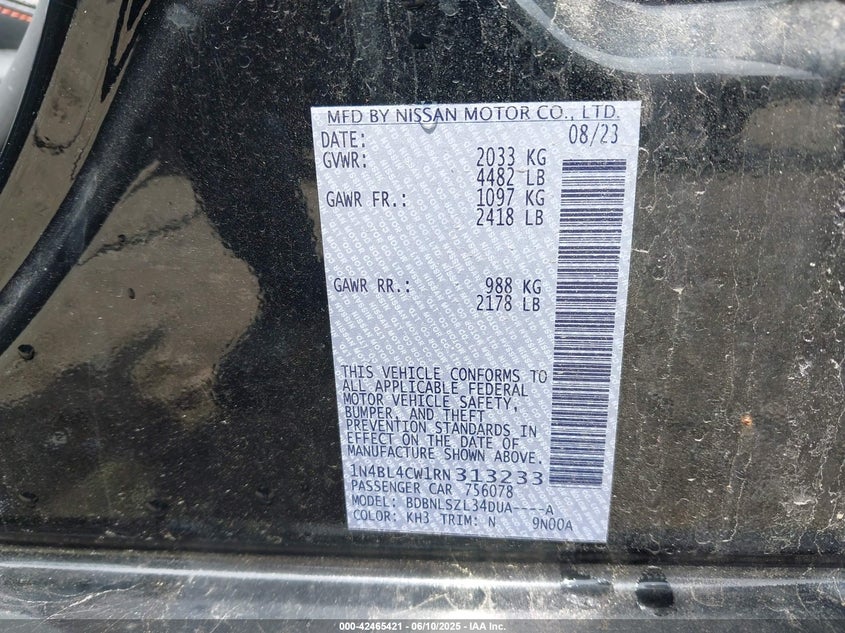 MFD BY NISSAN MOTOR CO., LTD.
DATE: 08/23
GVWR: 2033 KG
4482 LB
GAWR FR.: 1097 KG
2418 LB
GAWR RR.: 988 KG
2178 LB
THIS VEHICLE CONFORMS TO
ALL APPLICABLE FEDERAL
MOTOR VEHICLE SAFETY,
BUMPER, AND THEFT
PREVENTION STANDARDS IN
EFFECT ON THE DATE OF
MANUFACTURE SHOWN ABOVE.
1N4BL4CW1RN313233
PASSENGER CAR 756078
MODEL: BDBNLSZL34DUA----A
COLOR: KH3 TRIM: N 9N00A
000-42465421 - 06/10/2025 - IAA Inc.